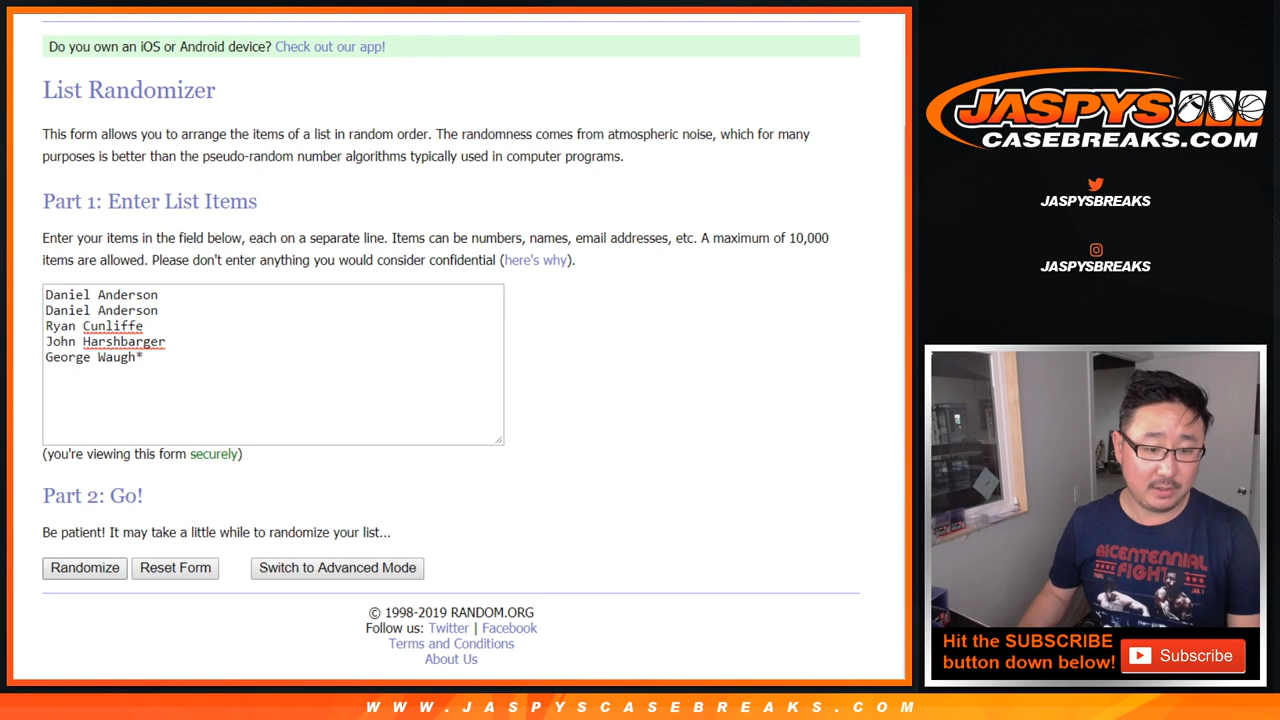 Do you own an iOS or Android device? Check out our app!
List Randomizer
This form allows you to arrange the items of a list in random order. The randomness comes from atmospheric noise, which for many
purposes is better than the pseudo-random number algorithms typically used in computer programs.
Part 1: Enter List Items
Enter your items in the field below, each on a separate line. Items can be numbers, names, email addresses, etc. A maximum of 10,000
items are allowed. Please don't enter anything you would consider confidential (here's why).
Daniel Anderson
Daniel Anderson
Ryan Cunliffe
John Harshbarger
George Waugh*
(you're viewing this form securely)
Part 2: Go!
Be patient! It may take a little while to randomize your list...
Randomize
Reset Form
Switch to Advanced Mode
© 1998-2019 RANDOM.ORG
Follow us: Twitter | Facebook
Terms and Conditions
About Us
JASPYS
CASEBREAKS.COM
JASPYSBREAKS
JASPYSBREAKS
BICENTENNIAL
FIGHT
Hit the SUBSCRIBE
button down below!
Subscribe
WWW.JASPYSCASEBREAKS.COM